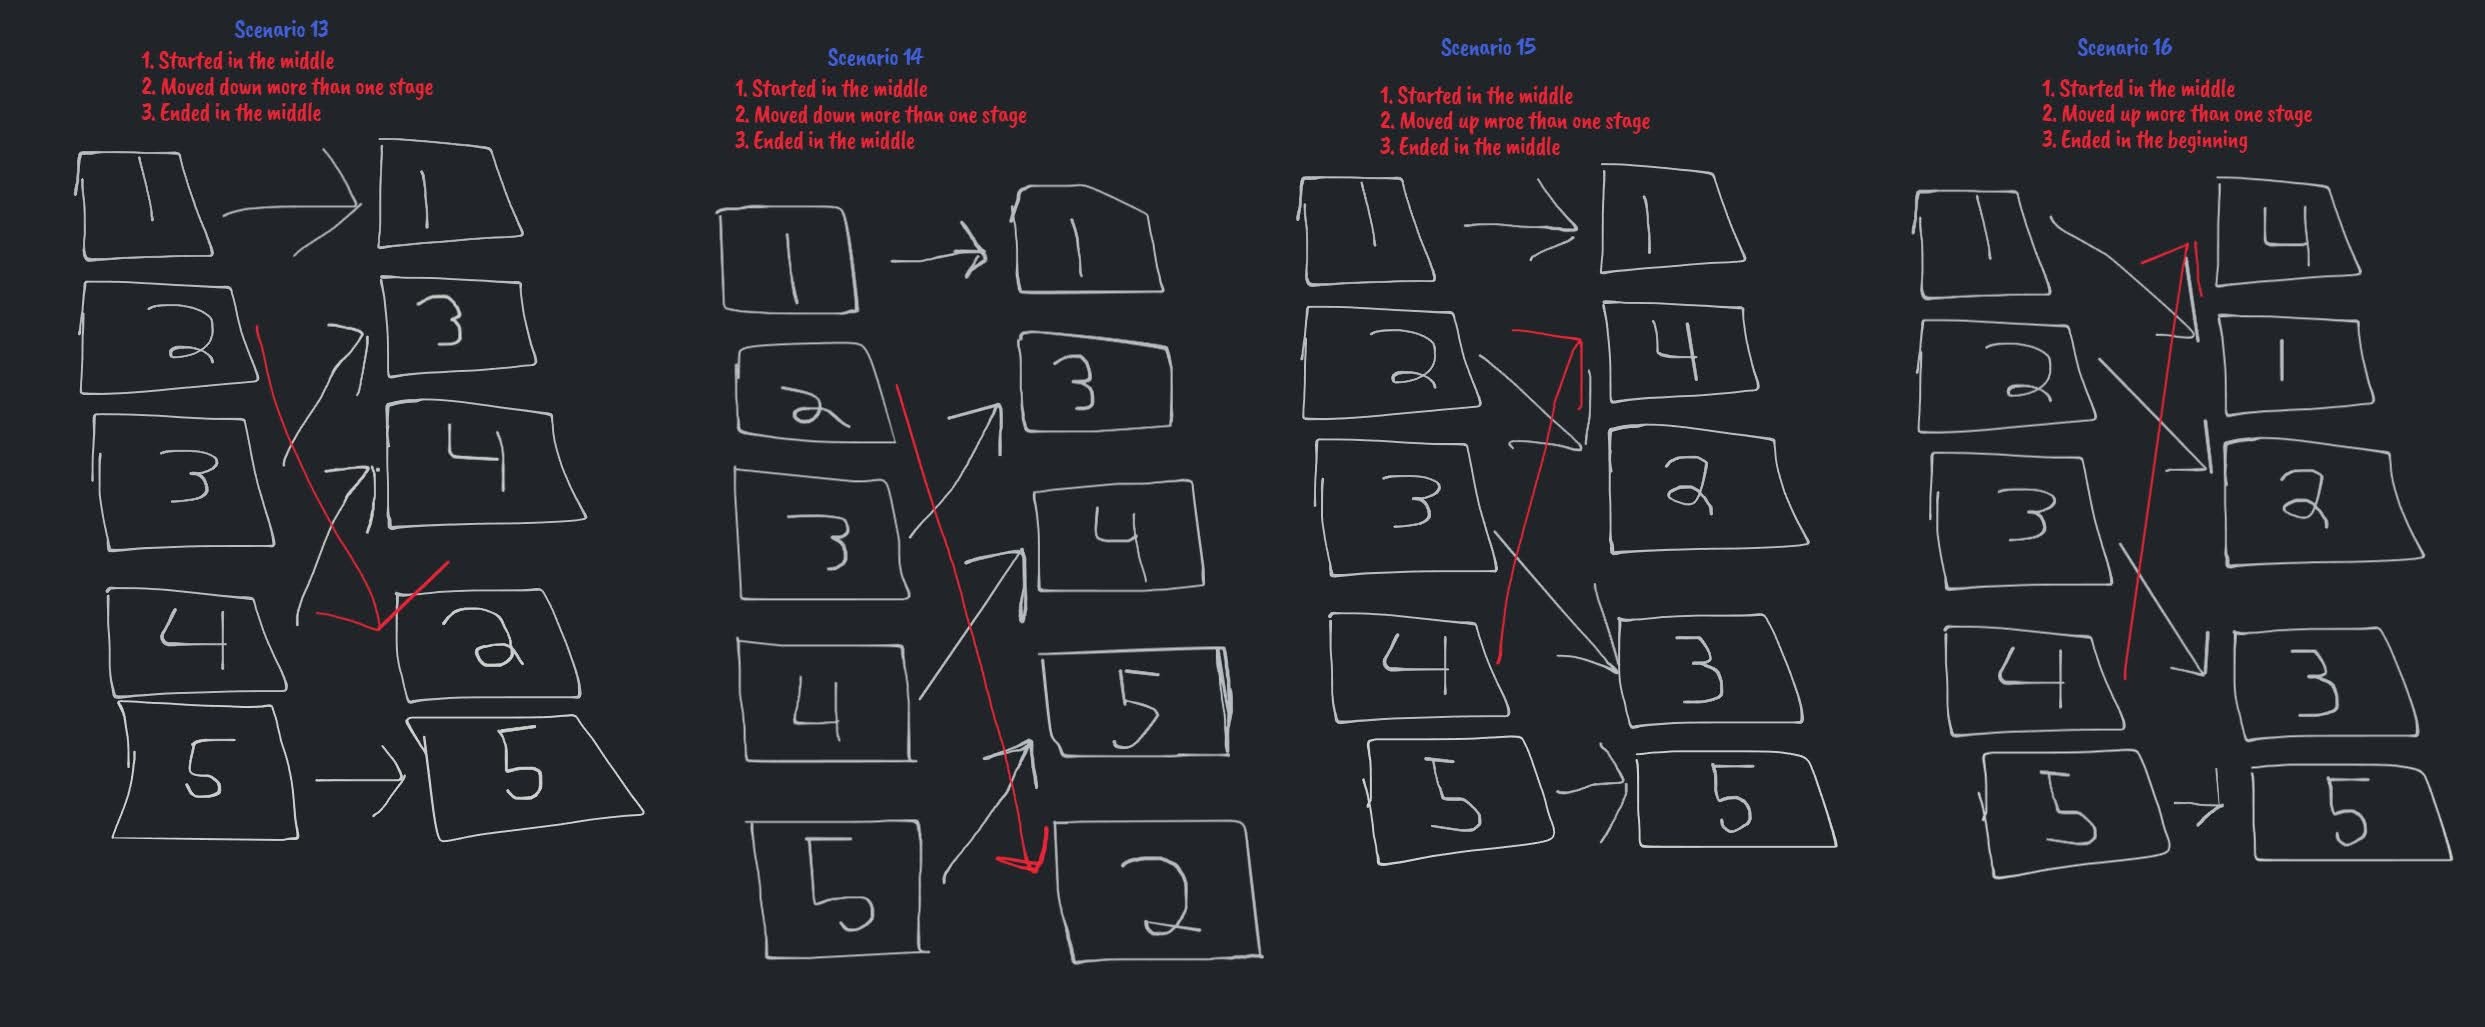 Scenario 13
1. Started in the middle
2. Moved down more than one stage
3. Ended in the middle
1 1
2 3
3 4
4 2
5 5
Scenario 14
1. Started in the middle
2. Moved down more than one stage
3. Ended in the middle
1 1
2 3
3 4
4 5
5 2
Scenario 15
1. Started in the middle
2. Moved up mroe than one stage
3. Ended in the middle
1 1
2 4
3 2
4 3
5 5
Scenario 16
1. Started in the middle
2. Moved up more than one stage
3. Ended in the beginning
1 4
2 1
3 2
4 3
5 5